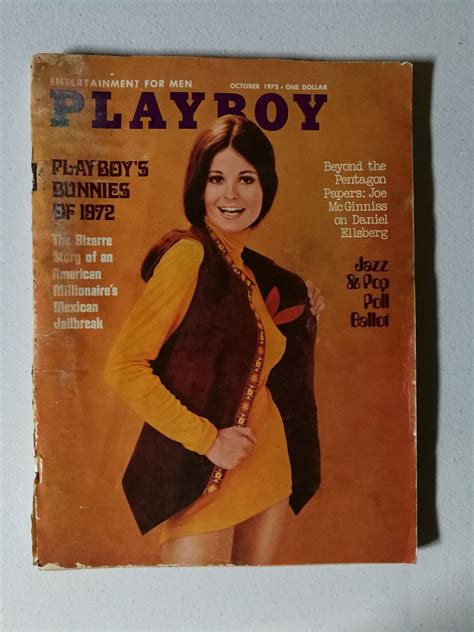 ENTERTAINMENT FOR MEN
OCTOBER 1972 • ONE DOLLAR
PLAYBOY
PLAYBOY'S
BUNNIES
OF 1972
The Bizarre
Story of an
American
Millionaire's
Mexican
Jailbreak
Beyond the
Pentagon
Papers: Joe
McGinniss
on Daniel
Ellsberg
Jazz
& Pop
Poll
Ballot